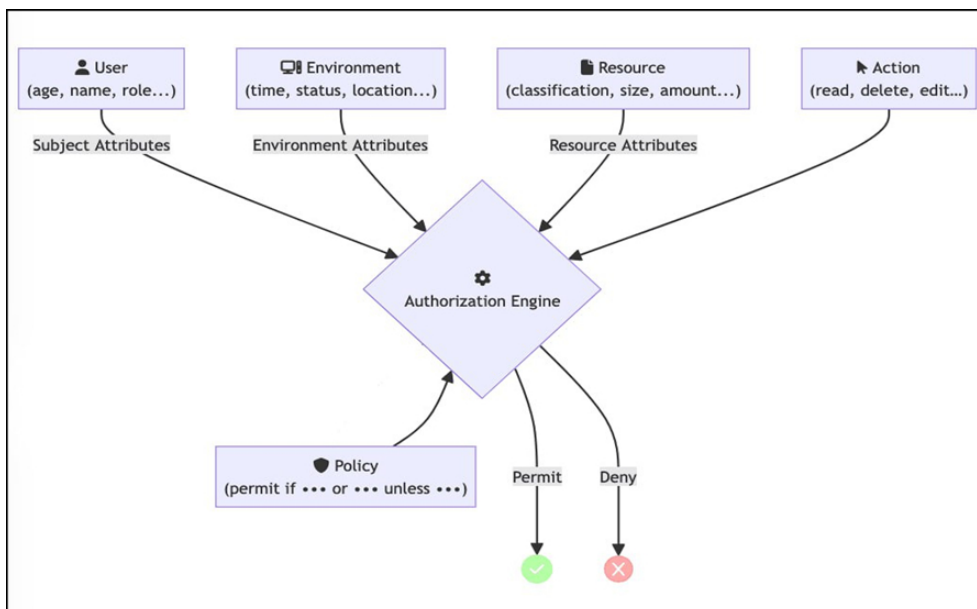 User
(age, name, role...)
Environment
(time, status, location...)
Resource
(classification, size, amount...)
Action
(read, delete, edit…)
Subject Attributes
Environment Attributes
Resource Attributes
Authorization Engine
Policy
(permit if ••• or ••• unless •••)
Permit
Deny